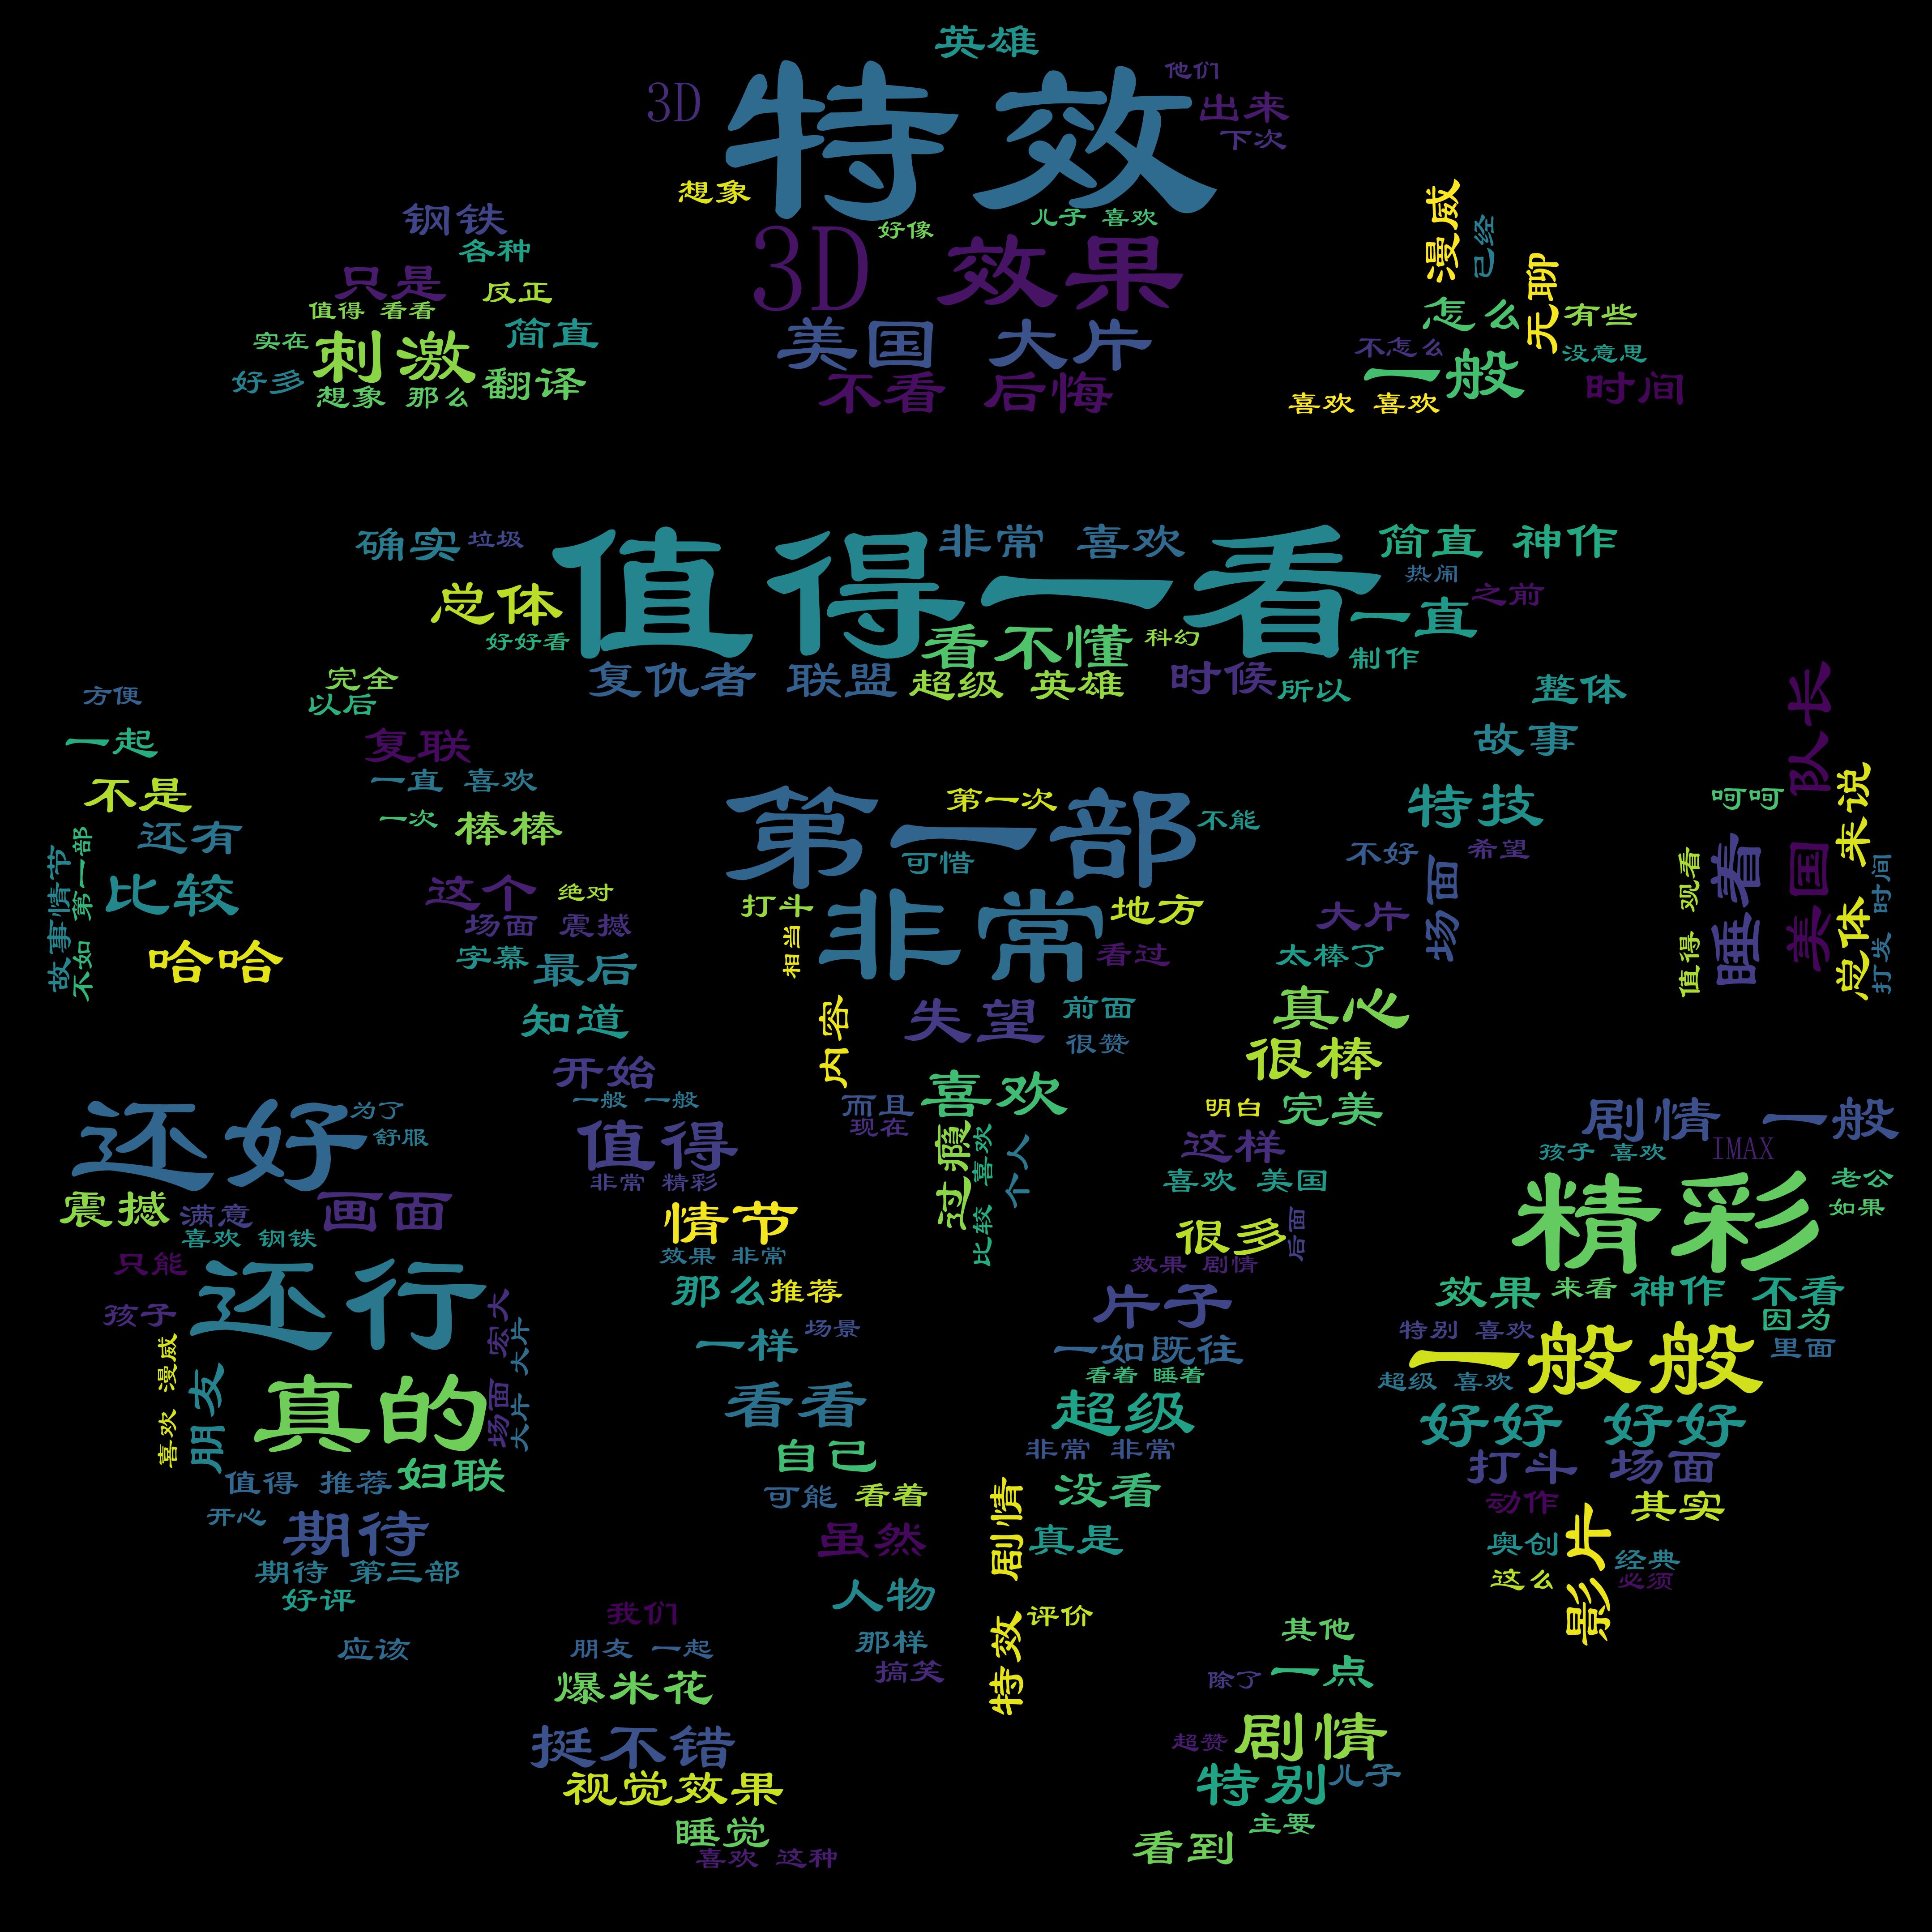 英雄
他们
3D
特效
出来
下次
想象
好像
儿子 喜欢
3D 效果
美国 大片
不看 后悔
钢铁
各种
只是
反正
值得 看看
实在
刺激
简直
好多
想象 那么
翻译
漫威
已经
无聊
怎么
有些
不怎么
没意思
一般
时间
喜欢 喜欢
确实
垃圾
值得一看
非常 喜欢
简直 神作
热闹
之前
总体
好好看
看不懂
科幻
一直
制作
复仇者 联盟
超级 英雄
时候
所以
完全
以后
方便
一起
不是
还有
比较
故事情节
不如 第一部
哈哈
复联
一直 喜欢
一次
棒棒
这个
绝对
场面 震撼
字幕
最后
知道
开始
一般 一般
值得
非常 精彩
情节
效果 非常
那么
推荐
一样
场景
看看
自己
可能
看着
虽然
人物
那样
搞笑
第一部
第一次
不能
可惜
打斗
非常
地方
相当
看过
内容
失望
前面
很赞
喜欢
而且
现在
过瘾
比较 喜欢
个人
整体
故事
特技
不好
希望
场面
大片
太棒了
真心
很棒
明白
完美
这样
喜欢 美国
很多
后面
效果 剧情
片子
一如既往
看着 睡着
超级
非常 非常
没看
真是
特效 剧情
评价
美国 队长
呵呵
总体 来说
值得 观看
睡着
打发 时间
还好
为了
舒服
震撼
满意
画面
喜欢 钢铁
只能
还行
孩子
场面 宏大
大片 大片
喜欢 漫威
朋友
真的
值得 推荐
妇联
开心
期待
期待 第三部
好评
应该
剧情 一般
孩子 喜欢
IMAX
精彩
老公
如果
效果
来看
神作
不看
因为
特别 喜欢
一般般
里面
超级 喜欢
好好 好好
打斗 场面
动作
其实
奥创
影片
经典
这么
必须
我们
朋友 一起
爆米花
挺不错
视觉效果
睡觉
喜欢 这种
其他
除了
一点
超赞
剧情
特别
儿子
主要
看到